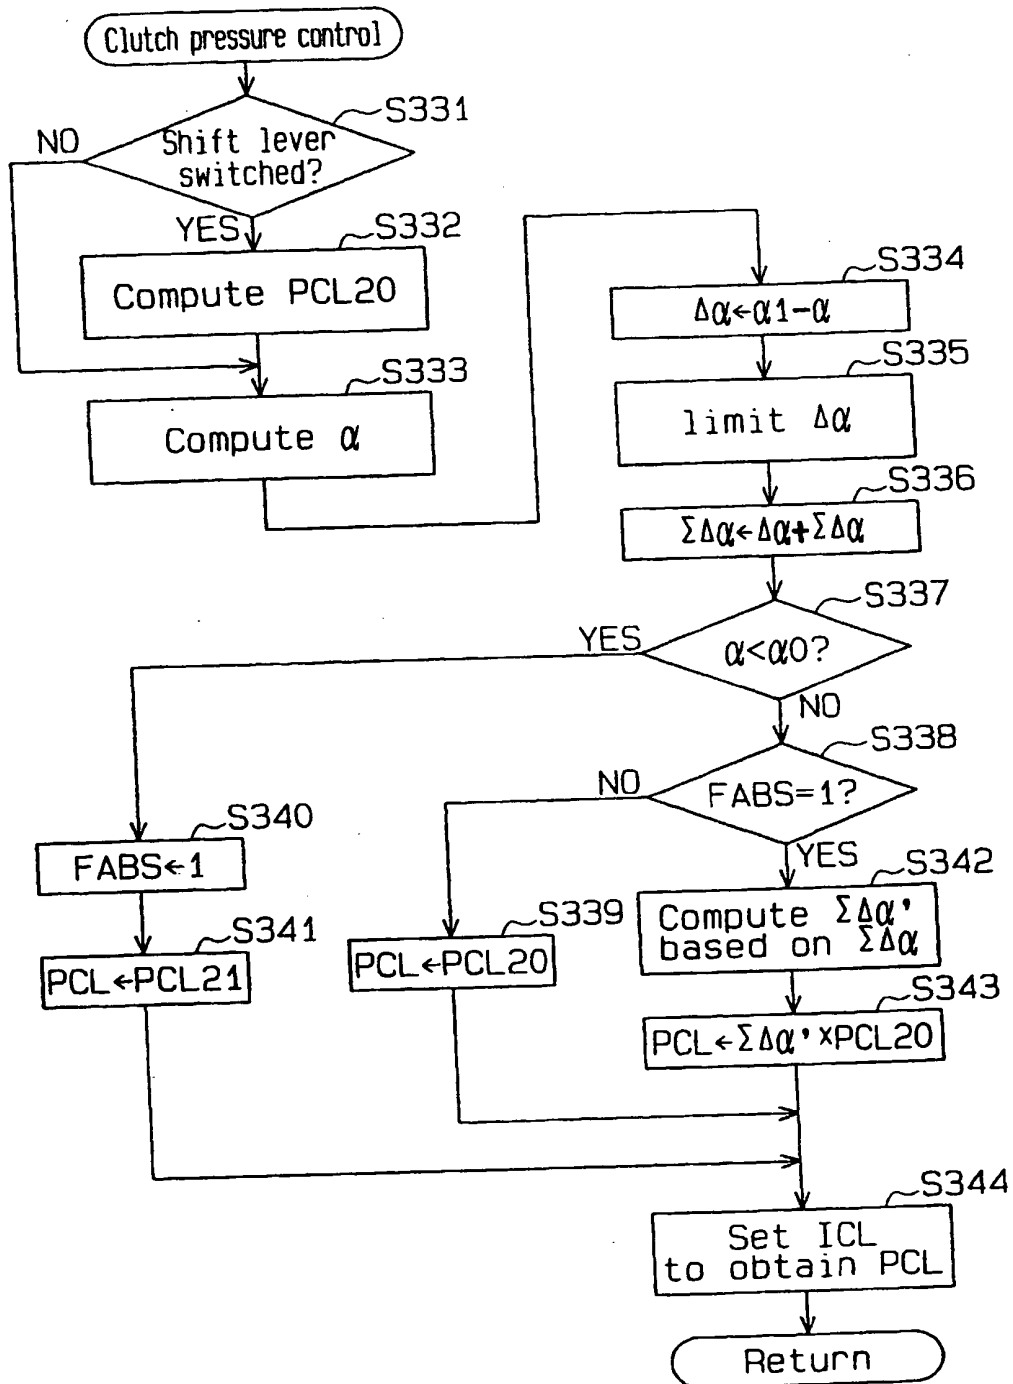 Clutch pressure control
S331
NO
Shift lever
switched?
YES
S332
Compute PCL20
S333
Compute α
S334
Δα←α1-α
S335
limit Δα
S336
ΣΔα←Δα+ΣΔα
S337
YES
α<α0?
NO
S338
NO
FABS=1?
YES
S340
FABS←1
S341
PCL←PCL21
S339
PCL←PCL20
S342
Compute ΣΔα'
based on ΣΔα
S343
PCL←ΣΔα'×PCL20
S344
Set ICL
to obtain PCL
Return